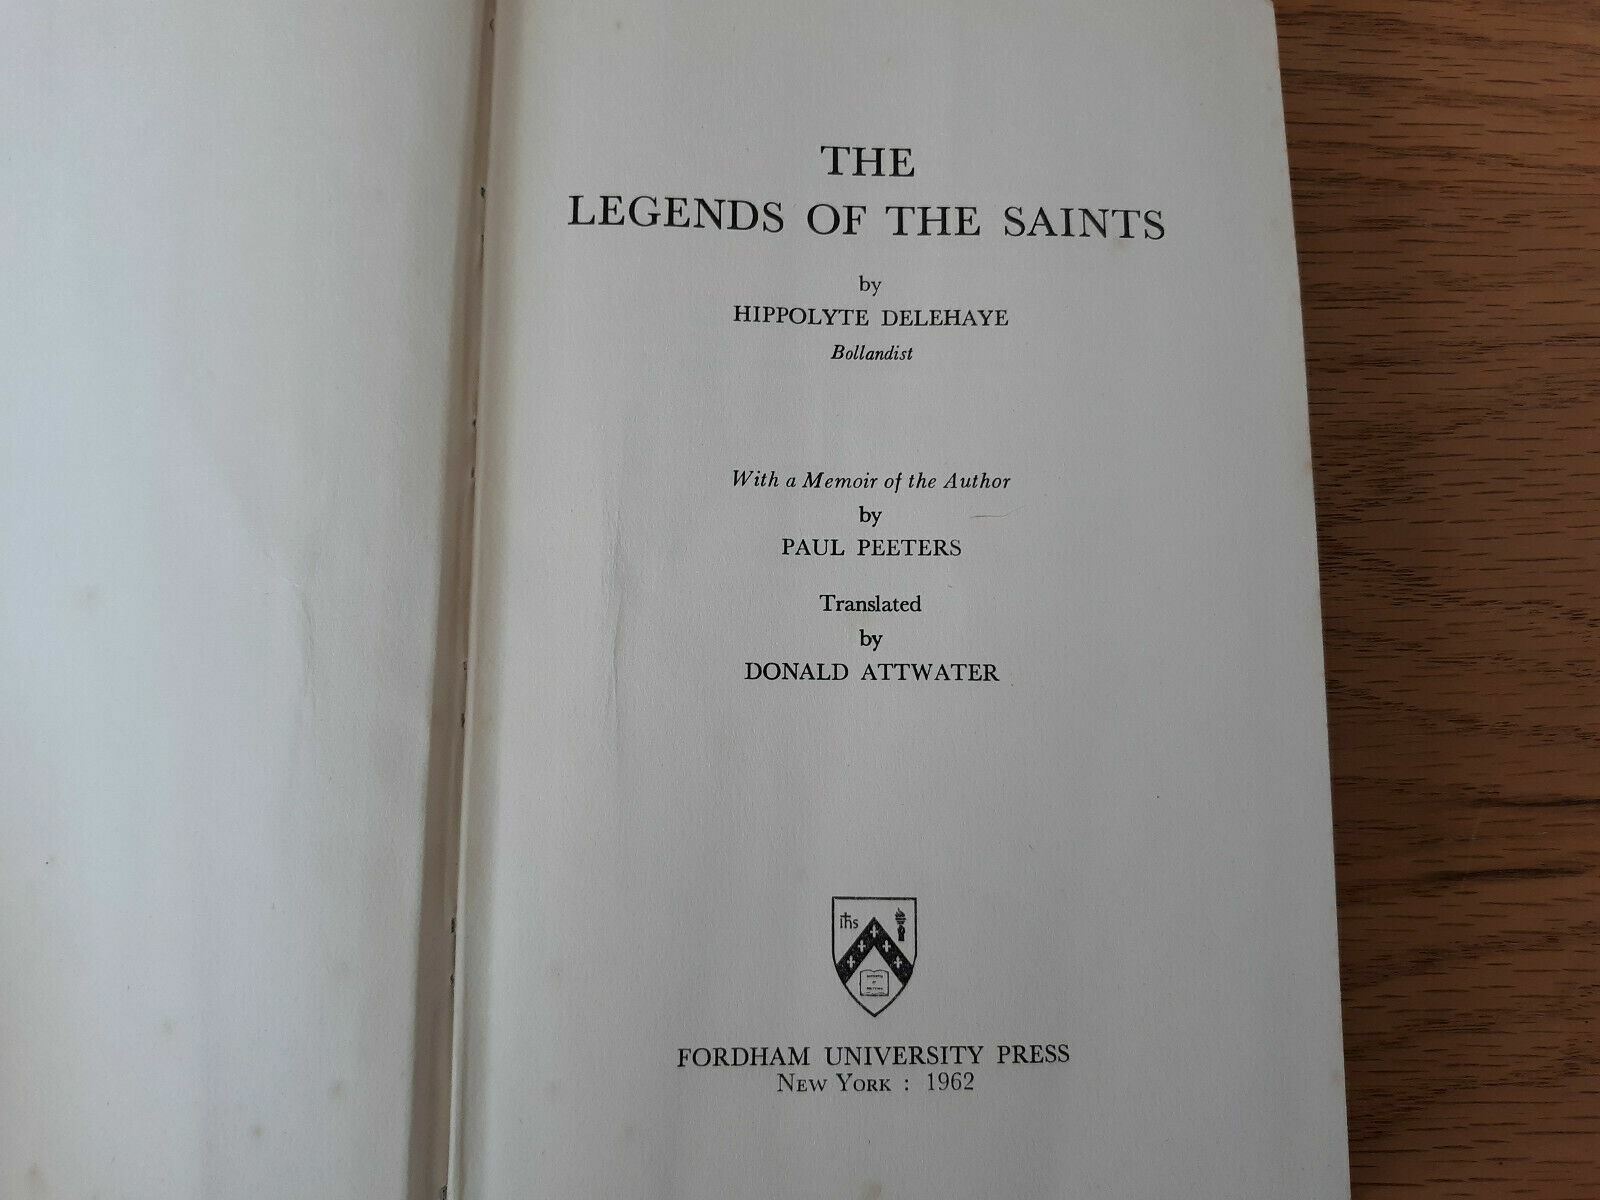 THE
LEGENDS OF THE SAINTS
by
HIPPOLYTE DELEHAYE
Bollandist
With a Memoir of the Author
by
PAUL PEETERS
Translated
by
DONALD ATTWATER
ihs
FORDHAM UNIVERSITY PRESS
NEW YORK : 1962